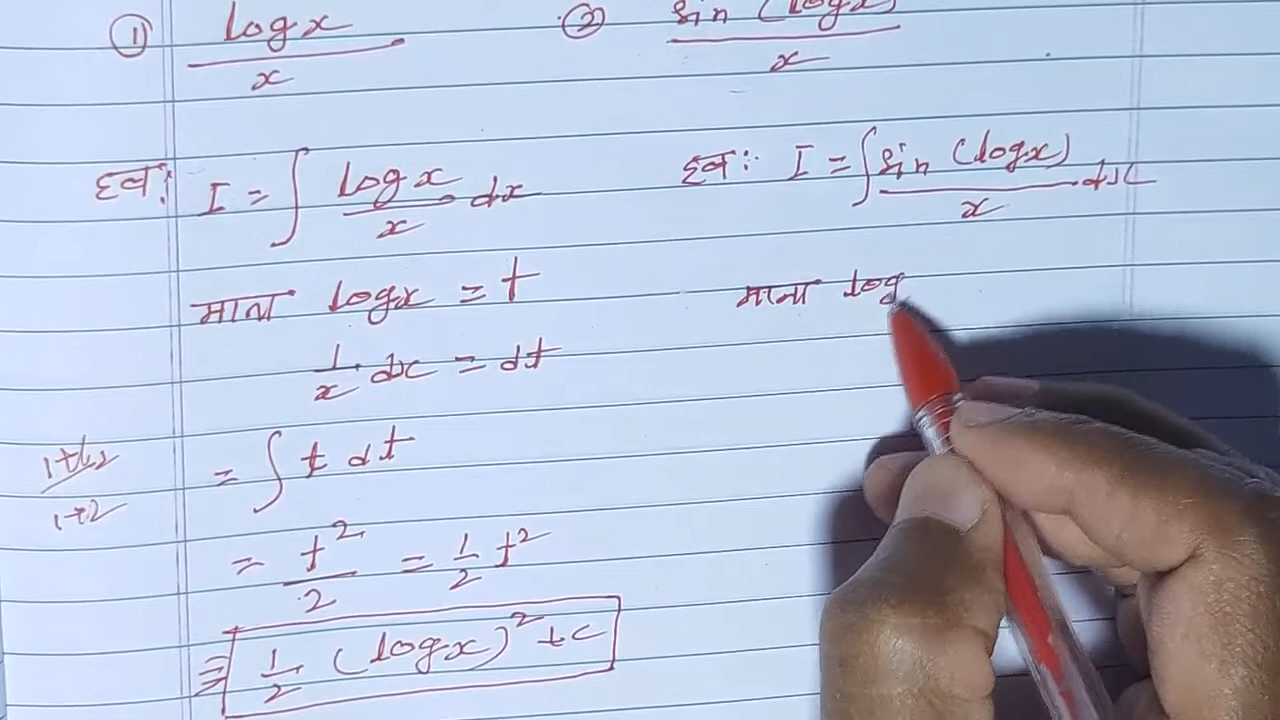 ① log x / x
② sin (log x) / x
हल: I = ∫ log x / x dx
माना log x = t
1/x dx = dt
= ∫ t dt
= t² / 2 = 1/2 t²
= 1/2 (log x)² + c
हल: I = ∫ sin (log x) / x dx
माना log